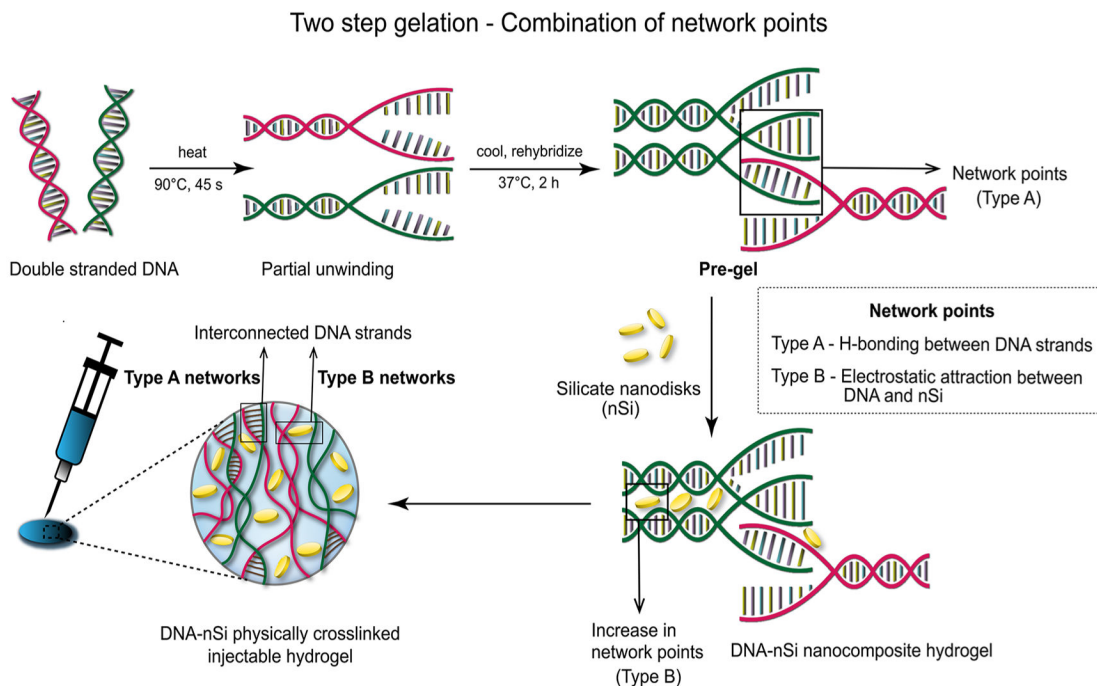 Two step gelation - Combination of network points
heat
90°C, 45 s
cool, rehybridize
37°C, 2 h
Network points
(Type A)
Double stranded DNA
Partial unwinding
Pre-gel
Silicate nanodisks
(nSi)
Network points
Type A - H-bonding between DNA strands
Type B - Electrostatic attraction between
DNA and nSi
Interconnected DNA strands
Type A networks
Type B networks
DNA-nSi physically crosslinked
injectable hydrogel
Increase in
network points
(Type B)
DNA-nSi nanocomposite hydrogel